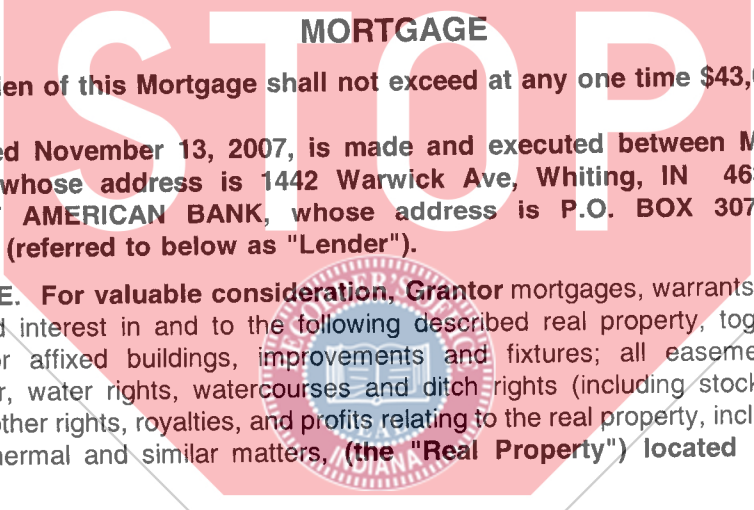 STOP
MORTGAGE
ien of this Mortgage shall not exceed at any one time $43,
ed November 13, 2007, is made and executed between M
whose address is 1442 Warwick Ave, Whiting, IN 46
AMERICAN BANK, whose address is P.O. BOX 307
(referred to below as "Lender").
E. For valuable consideration, Grantor mortgages, warrants
d interest in and to the following described real property, tog
or affixed buildings, improvements and fixtures; all easeme
r, water rights, watercourses and ditch rights (including stock
other rights, royalties, and profits relating to the real property, incl
hermal and similar matters, (the "Real Property") located
RECORDER'S OFFICE
INDIANA